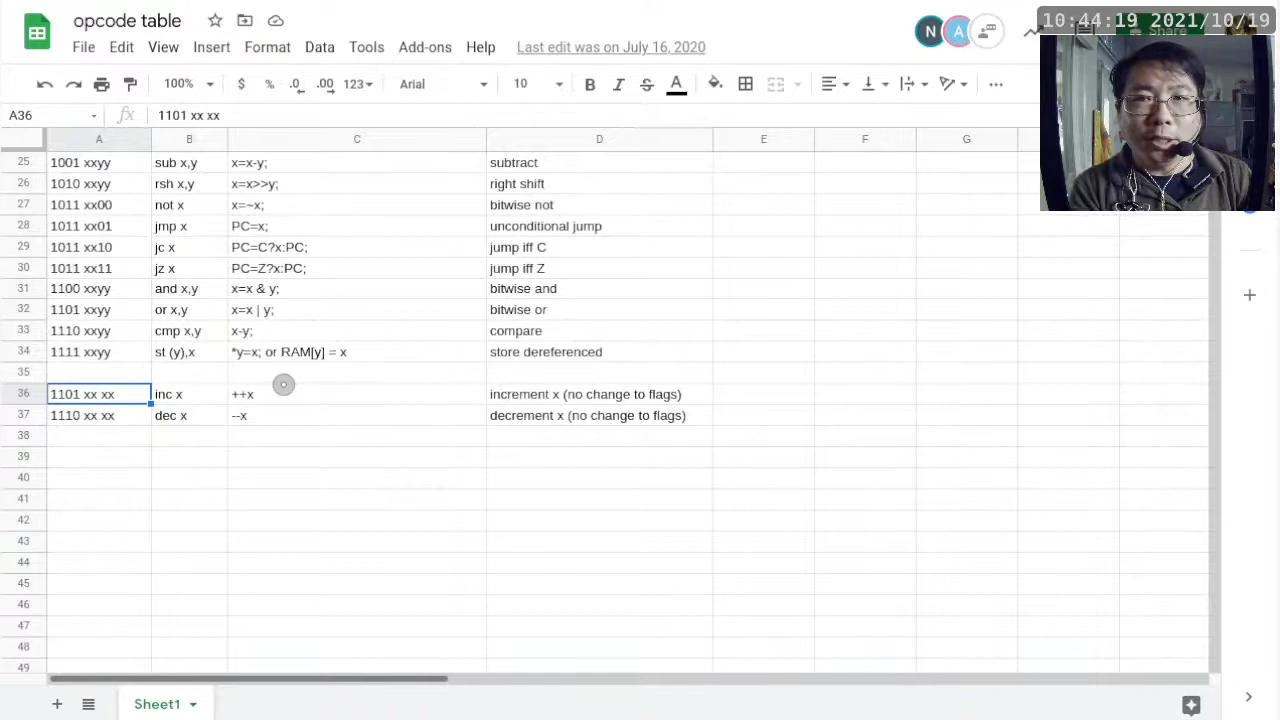 opcode table
10:44:19 2021/10/19
File Edit View Insert Format Data Tools Add-ons Help Last edit was on July 16, 2020
N A Share
100% $ % .0 .00 123 Arial 10 B I S A
A36 fx 1101 xx xx
A B C D E F G
25 1001 xxyy sub x,y x=x-y; subtract
26 1010 xxyy rsh x,y x=x>>y; right shift
27 1011 xx00 not x x=~x; bitwise not
28 1011 xx01 jmp x PC=x; unconditional jump
29 1011 xx10 jc x PC=C?x:PC; jump iff C
30 1011 xx11 jz x PC=Z?x:PC; jump iff Z
31 1100 xxyy and x,y x=x & y; bitwise and
32 1101 xxyy or x,y x=x | y; bitwise or
33 1110 xxyy cmp x,y x-y; compare
34 1111 xxyy st (y),x *y=x; or RAM[y] = x store dereferenced
35
36 1101 xx xx inc x ++x increment x (no change to flags)
37 1110 xx xx dec x --x decrement x (no change to flags)
38
39
40
41
42
43
44
45
46
47
48
49
Sheet1